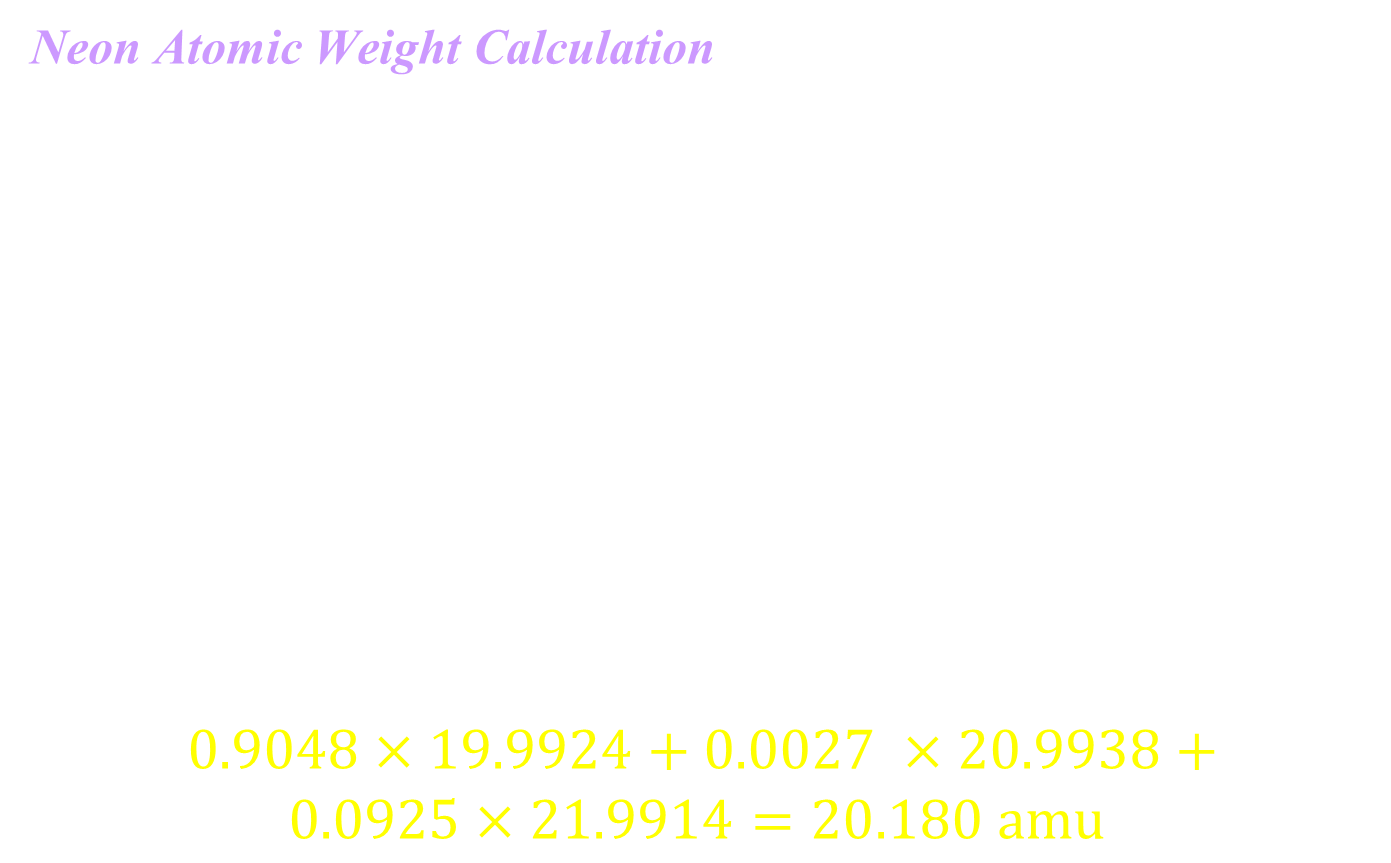 Neon Atomic Weight Calculation
0.9048 × 19.9924 + 0.0027 × 20.9938 +
0.0925 × 21.9914 = 20.180 amu